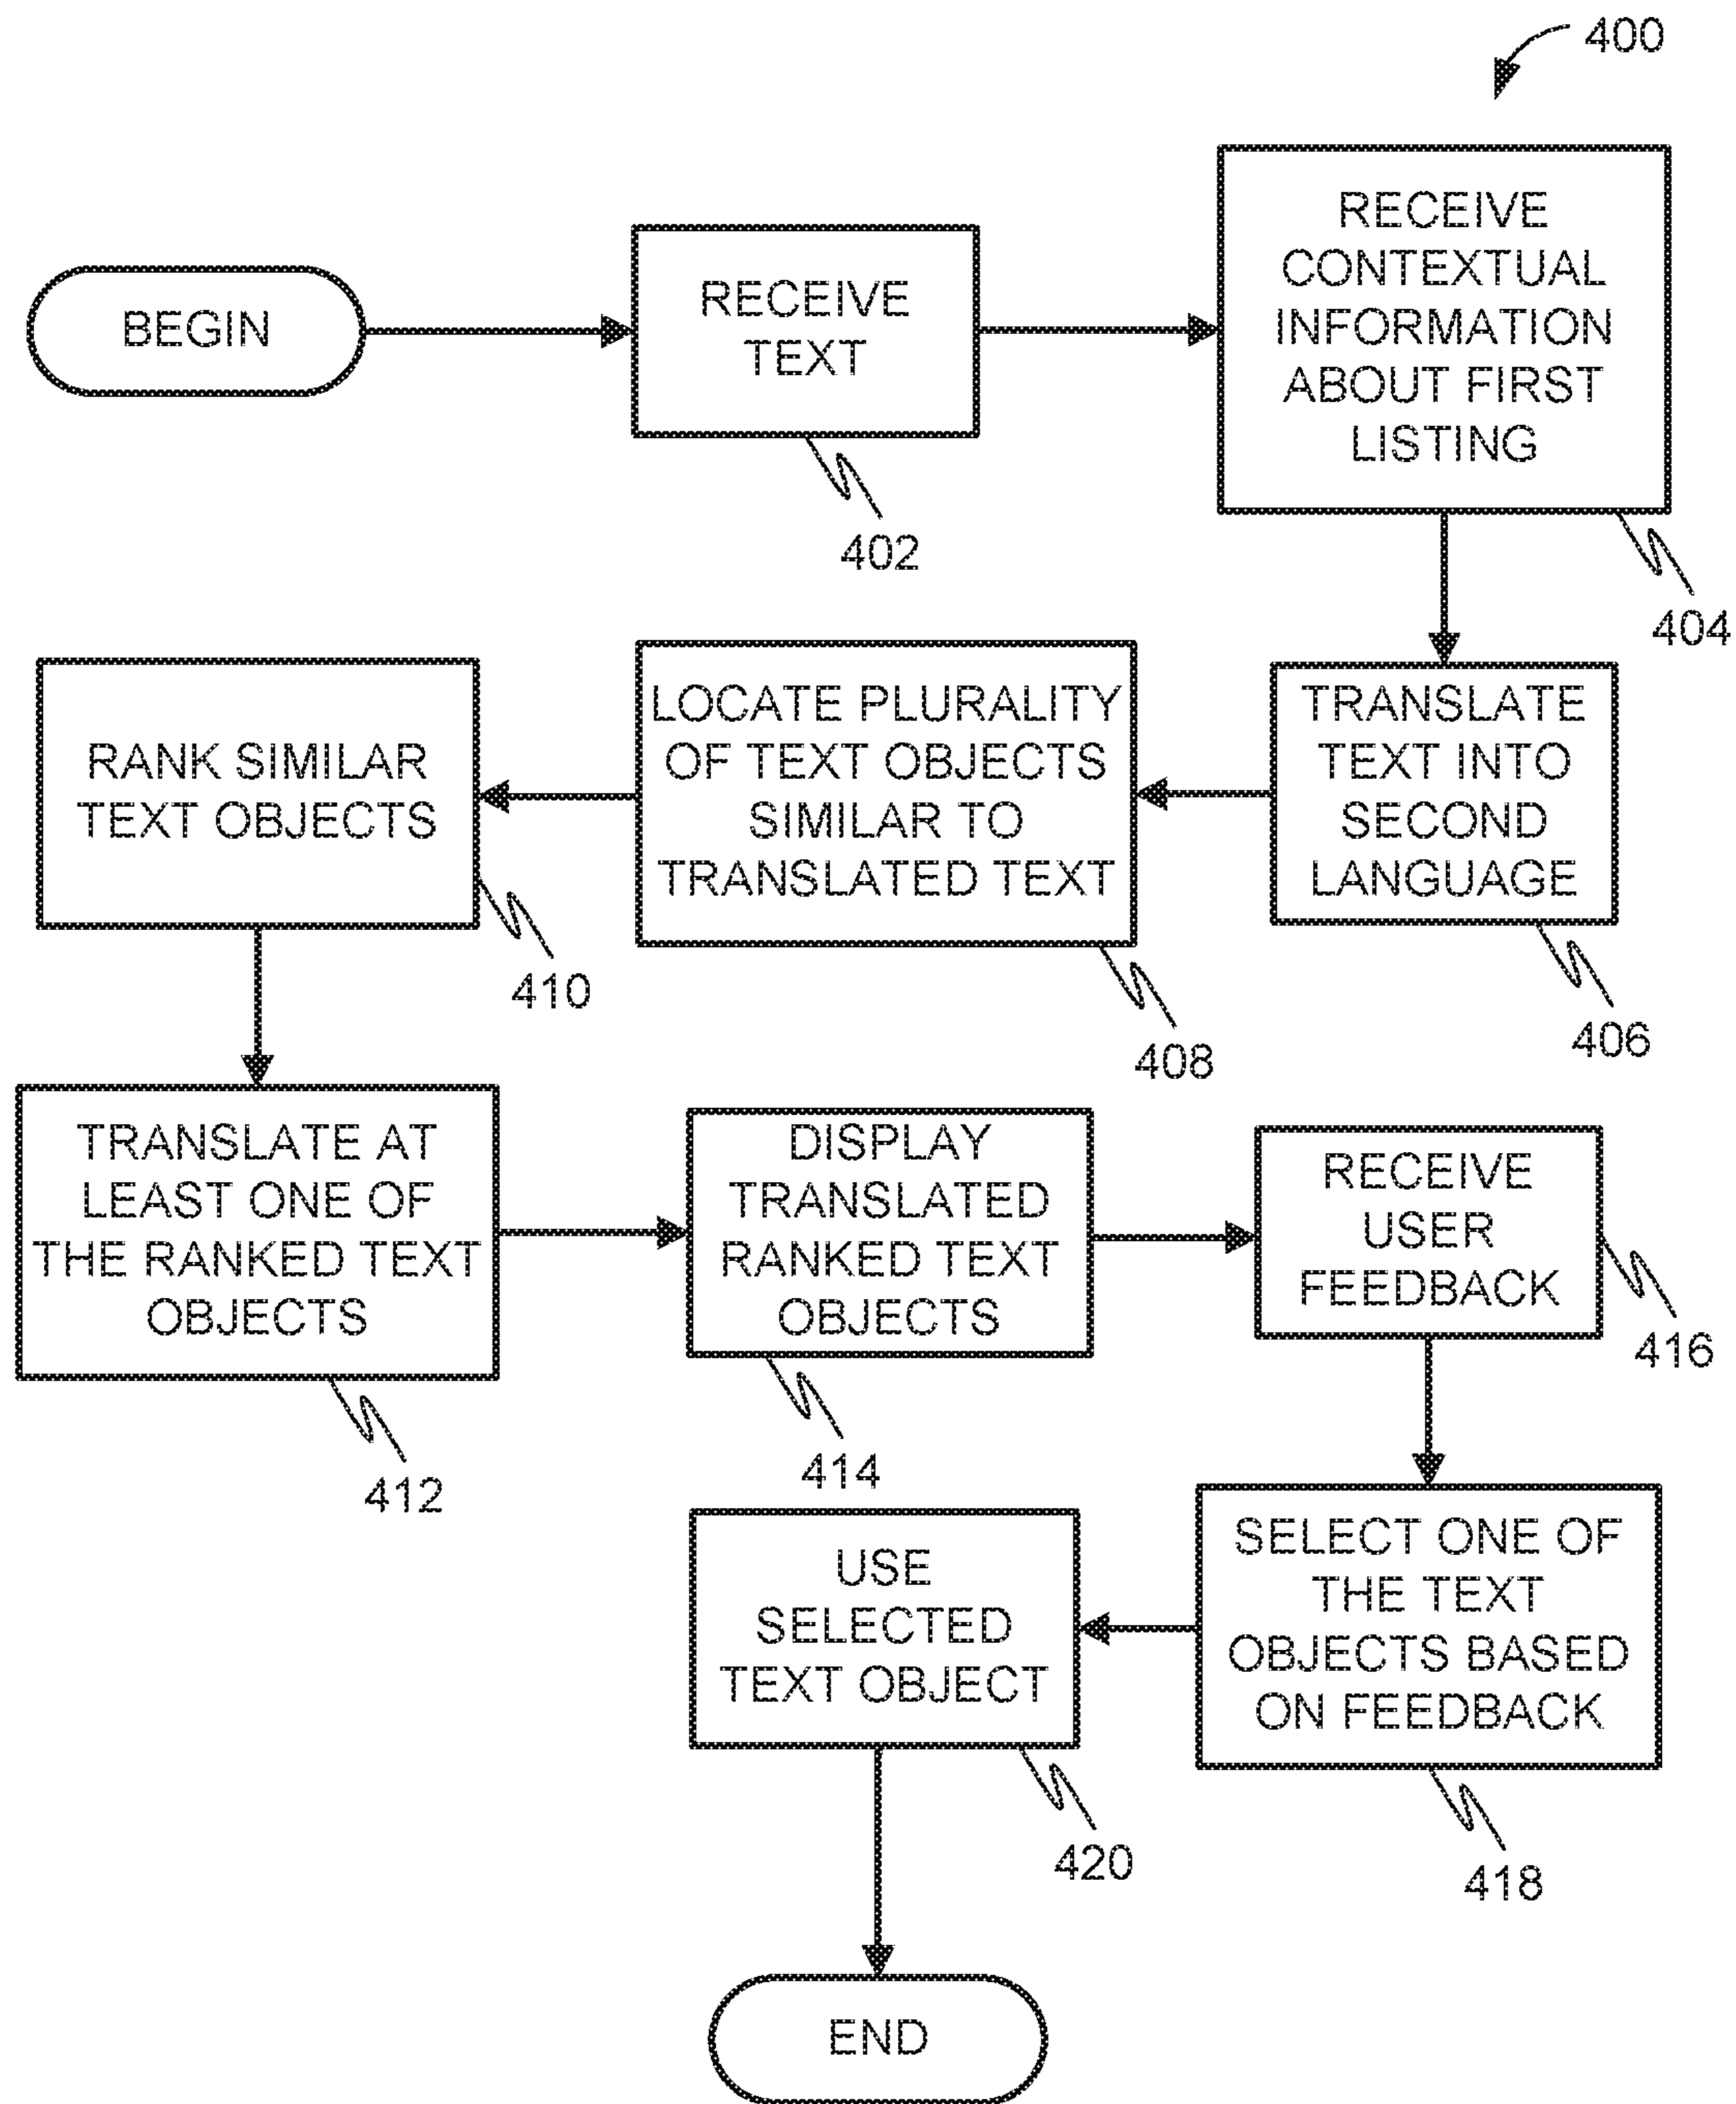 400
BEGIN
RECEIVE
TEXT
402
RECEIVE
CONTEXTUAL
INFORMATION
ABOUT FIRST
LISTING
404
TRANSLATE
TEXT INTO
SECOND
LANGUAGE
406
LOCATE PLURALITY
OF TEXT OBJECTS
SIMILAR TO
TRANSLATED TEXT
408
RANK SIMILAR
TEXT OBJECTS
410
TRANSLATE AT
LEAST ONE OF
THE RANKED TEXT
OBJECTS
412
DISPLAY
TRANSLATED
RANKED TEXT
OBJECTS
414
RECEIVE
USER
FEEDBACK
416
SELECT ONE OF
THE TEXT
OBJECTS BASED
ON FEEDBACK
418
USE
SELECTED
TEXT OBJECT
420
END